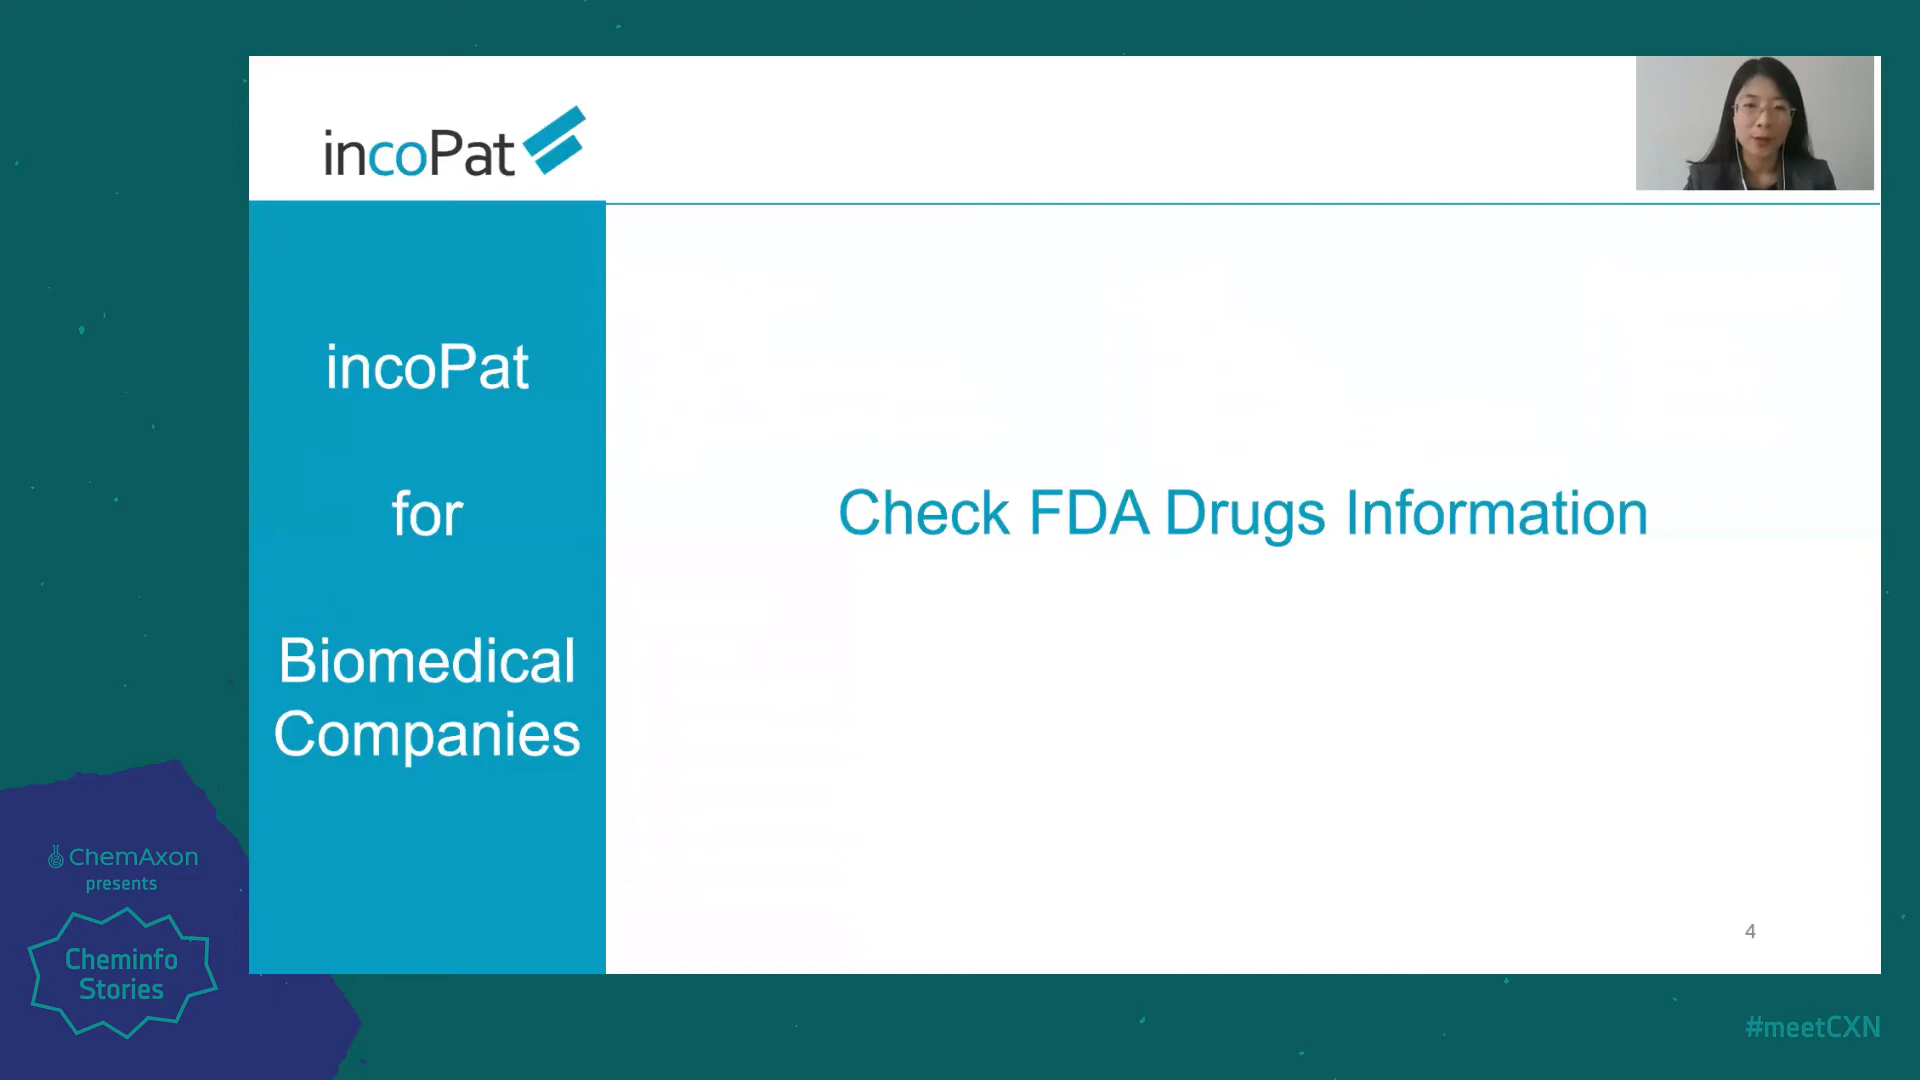 incoPat
incoPat
for
Biomedical
Companies
Check FDA Drugs Information
4
ChemAxon
presents
Cheminfo
Stories
#meetCXN